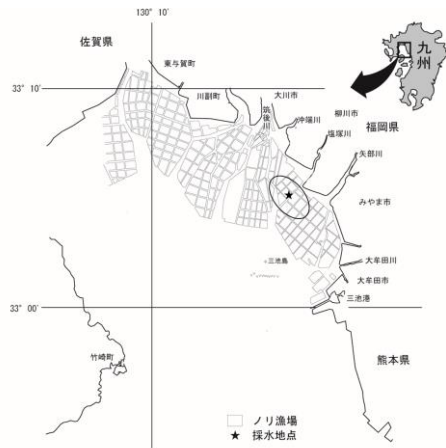 130° 10′
佐賀県
東与賀町
九州
33° 10′
川副町
筑後川
大川市
沖端川
柳川市
福岡県
塩塚川
矢部川
みやま市
三池島
大牟田川
大牟田市
三池港
33° 00′
竹崎町
熊本県
ノリ漁場
★ 採水地点